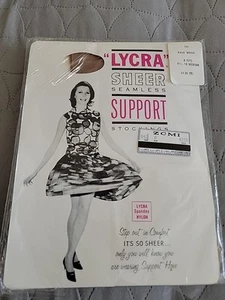 "LYCRA"
SHEER
SEAMLESS
SUPPORT
STOCKINGS
ZCMI
LYCRA
Spandex
NYLON
Step out in Comfort
IT'S SO SHEER...
only you will know you
are wearing Support Hose